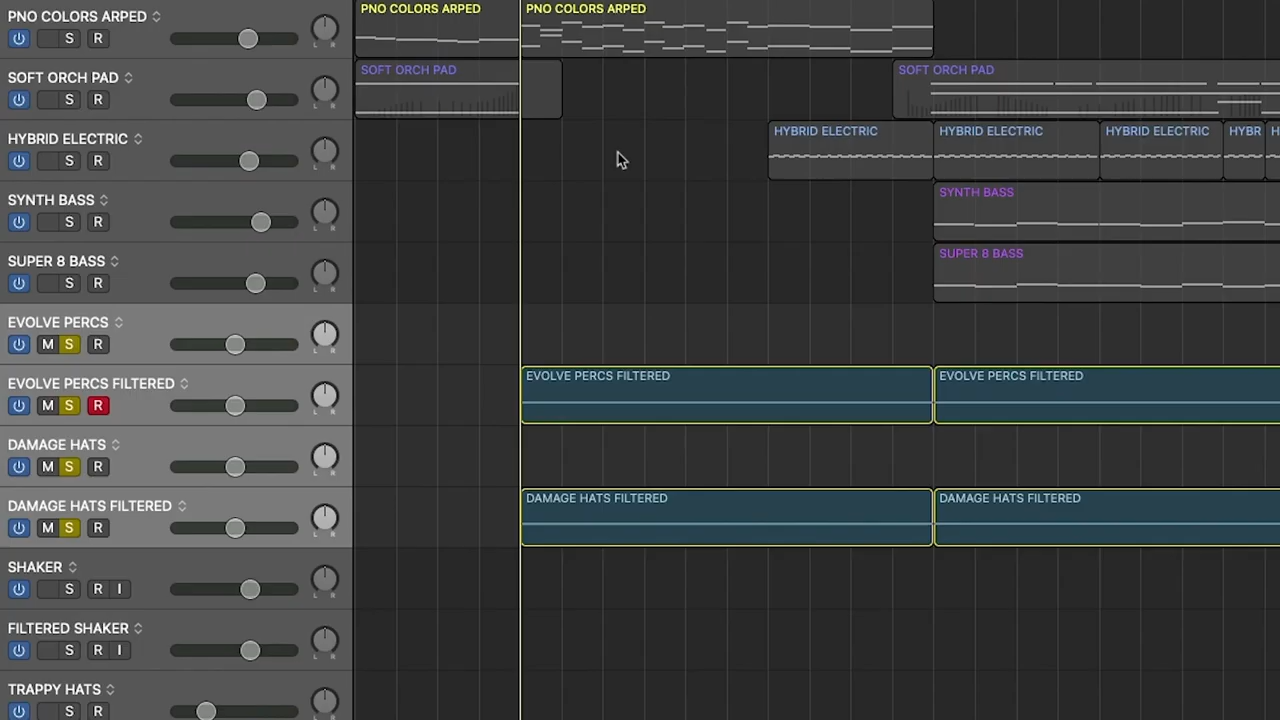 PNO COLORS ARPED
S R
L R
PNO COLORS ARPED
PNO COLORS ARPED
SOFT ORCH PAD
S R
L R
SOFT ORCH PAD
SOFT ORCH PAD
HYBRID ELECTRIC
S R
L R
HYBRID ELECTRIC
HYBRID ELECTRIC
HYBRID ELECTRIC
HYBR
H
SYNTH BASS
S R
L R
SYNTH BASS
SUPER 8 BASS
S R
L R
SUPER 8 BASS
EVOLVE PERCS
M S R
L R
EVOLVE PERCS FILTERED
M S R
L R
EVOLVE PERCS FILTERED
EVOLVE PERCS FILTERED
DAMAGE HATS
M S R
L R
DAMAGE HATS FILTERED
M S R
L R
DAMAGE HATS FILTERED
DAMAGE HATS FILTERED
SHAKER
S R I
L R
FILTERED SHAKER
S R I
L R
TRAPPY HATS
S R
L R